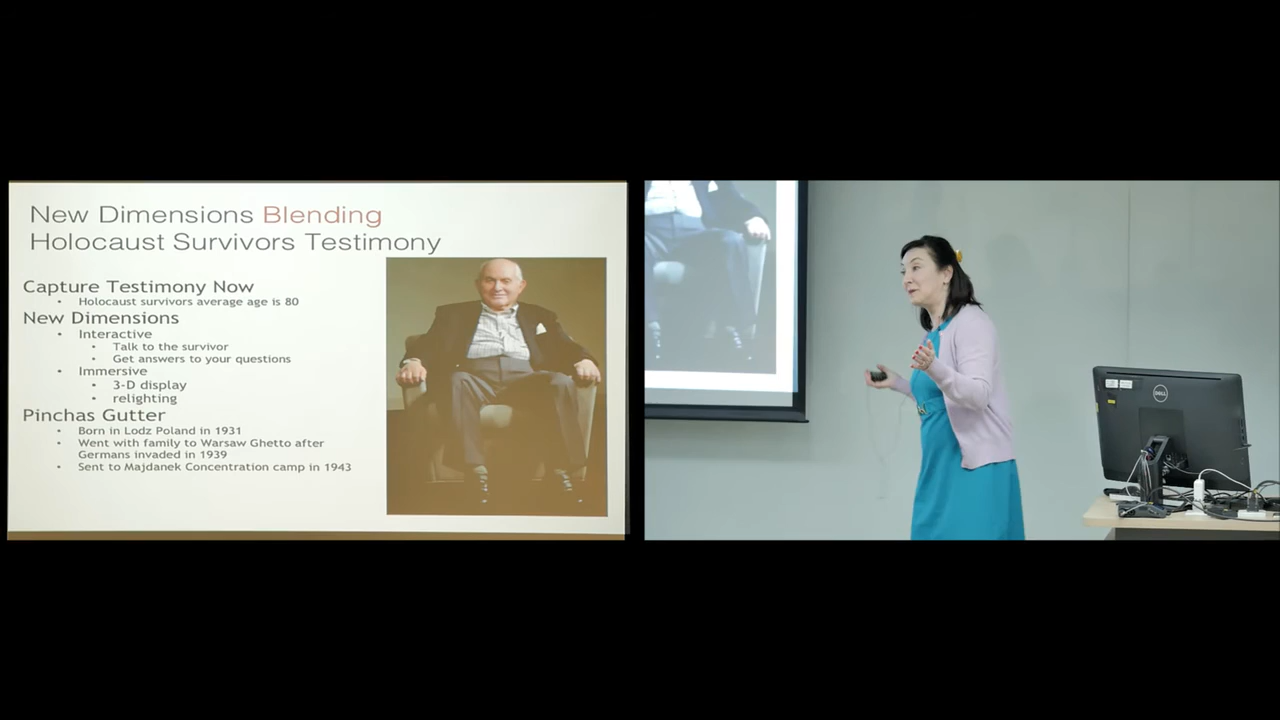 New Dimensions Blending
Holocaust Survivors Testimony
Capture Testimony Now
• Holocaust survivors average age is 80
New Dimensions
• Interactive
• Talk to the survivor
• Get answers to your questions
• Immersive
• 3-D display
• relighting
Pinchas Gutter
• Born in Lodz Poland in 1931
• Went with family to Warsaw Ghetto after
Germans invaded in 1939
• Sent to Majdanek Concentration camp in 1943
DELL